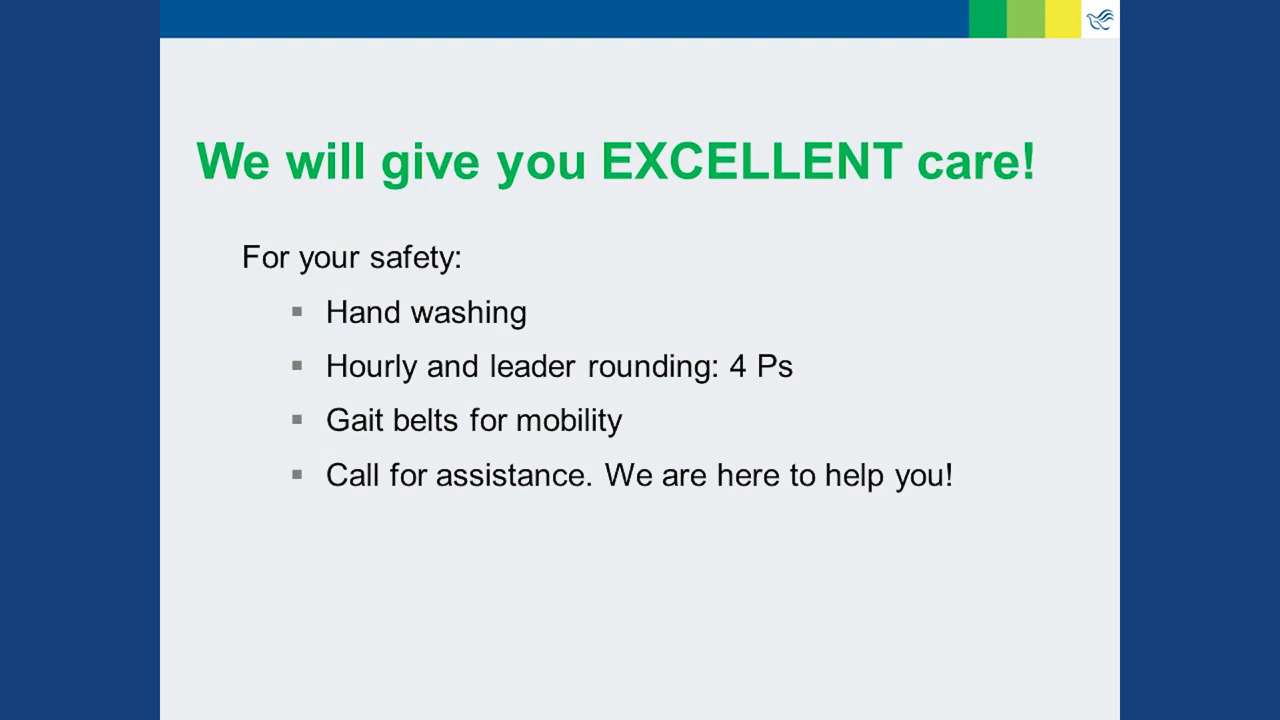 We will give you EXCELLENT care!
For your safety:
▪ Hand washing
▪ Hourly and leader rounding: 4 Ps
▪ Gait belts for mobility
▪ Call for assistance. We are here to help you!